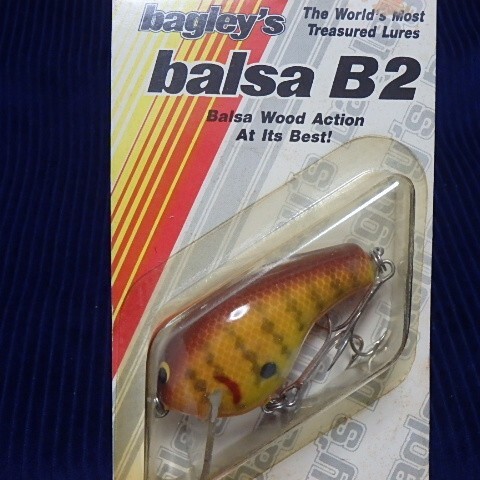 bagley's
The World's Most
Treasured Lures
balsa B2
Balsa Wood Action
At Its Best!